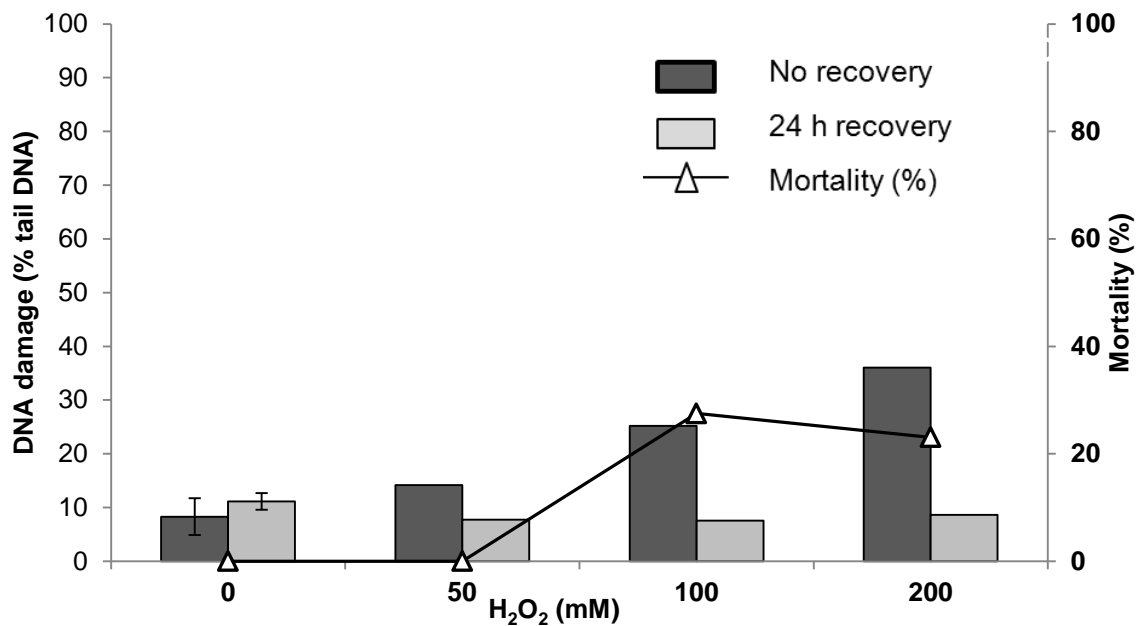 100
90
80
70
60
50
40
30
20
10
0
DNA damage (% tail DNA)
No recovery
24 h recovery
Mortality (%)
100
80
60
40
20
0
Mortality (%)
0 50 100 200
H₂O₂ (mM)